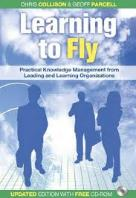 CHRIS COLLISON & GEOFF PARCELL
Learning
to Fly
Practical Knowledge Management from
Leading and Learning Organizations
UPDATED EDITION WITH FREE CD-ROM